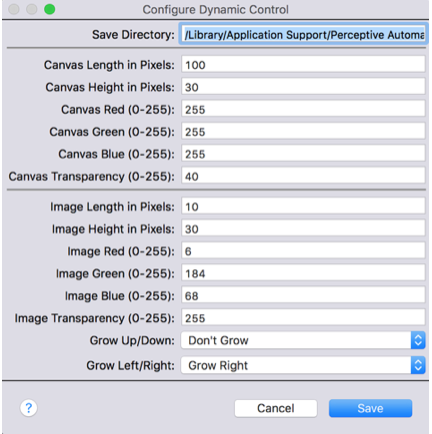 Configure Dynamic Control
Save Directory: /Library/Application Support/Perceptive Automa
Canvas Length in Pixels: 100
Canvas Height in Pixels: 30
Canvas Red (0-255): 255
Canvas Green (0-255): 255
Canvas Blue (0-255): 255
Canvas Transparency (0-255): 40
Image Length in Pixels: 10
Image Height in Pixels: 30
Image Red (0-255): 6
Image Green (0-255): 184
Image Blue (0-255): 68
Image Transparency (0-255): 255
Grow Up/Down: Don't Grow
Grow Left/Right: Grow Right
? Cancel Save